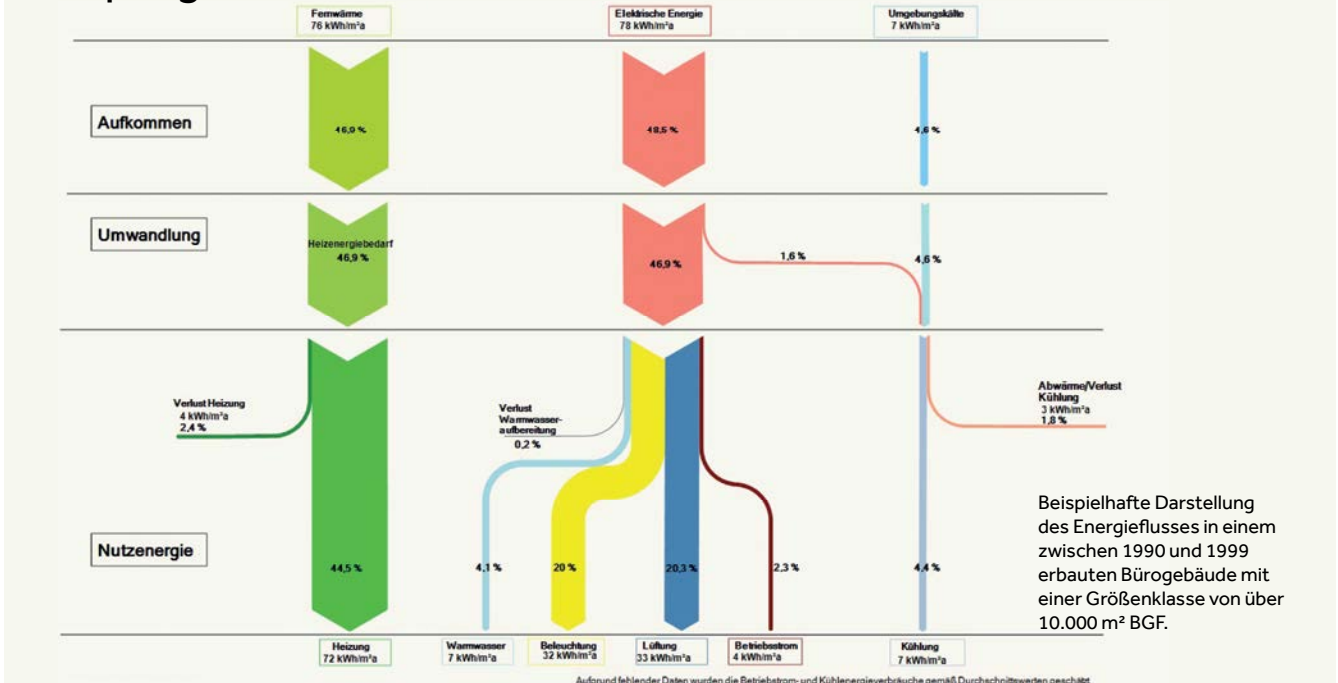 Fernwärme
76 kWh/m²a
Elektrische Energie
78 kWh/m²a
Umgebungskälte
7 kWh/m²a
Aufkommen
46,9 %
48,5 %
4,6 %
Umwandlung
Heizenergiebedarf
46,9 %
46,9 %
1,6 %
4,6 %
Verlust Heizung
4 kWh/m²a
2,4 %
Verlust
Warmwasser-
aufbereitung
0,2 %
Abwärme/Verlust
Kühlung
3 kWh/m²a
1,8 %
Nutzenergie
44,5 %
4,1 %
20 %
20,3 %
2,3 %
4,4 %
Heizung
72 kWh/m²a
Warmwasser
7 kWh/m²a
Beleuchtung
32 kWh/m²a
Lüftung
33 kWh/m²a
Betriebsstrom
4 kWh/m²a
Kühlung
7 kWh/m²a
Beispielhafte Darstellung
des Energieflusses in einem
zwischen 1990 und 1999
erbauten Bürogebäude mit
einer Größenklasse von über
10.000 m² BGF.
Aufgrund fehlender Daten wurden die Betriebstrom- und Kühlenergieverbräuche gemäß Durchschnittswerten geschätzt